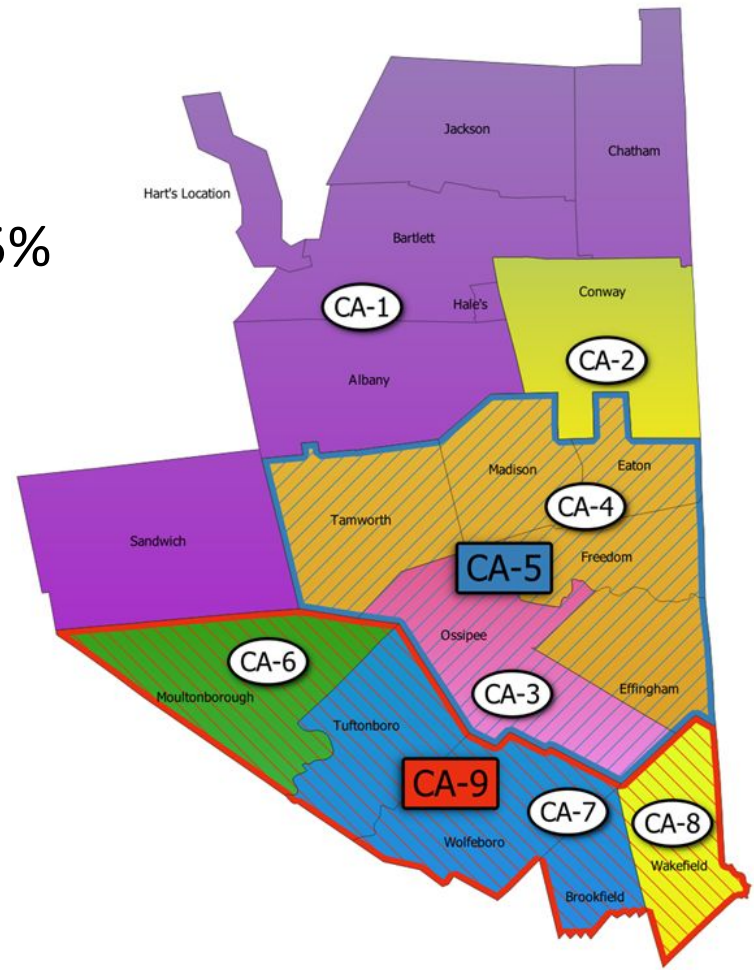 Jackson
Chatham
Hart's Location
5%
Bartlett
Conway
Hale's
CA-1
CA-2
Albany
Madison
Eaton
CA-4
Tamworth
Sandwich
Freedom
CA-5
Ossipee
CA-6
Effingham
CA-3
Moultonborough
Tuftonboro
CA-9
CA-7
CA-8
Wolfeboro
Wakefield
Brookfield